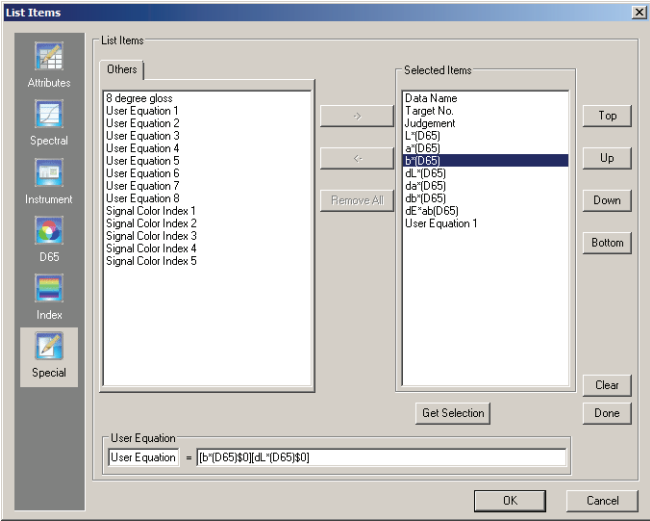 List Items
Attributes
Spectral
Instrument
D65
Index
Special
List Items
Others
8 degree gloss
User Equation 1
User Equation 2
User Equation 3
User Equation 4
User Equation 5
User Equation 6
User Equation 7
User Equation 8
Signal Color Index 1
Signal Color Index 2
Signal Color Index 3
Signal Color Index 4
Signal Color Index 5
->
<-
Remove All
Selected Items
Data Name
Target No.
Judgement
L*(D65)
a*(D65)
b*(D65)
dL*(D65)
da*(D65)
db*(D65)
dE*ab(D65)
User Equation 1
Top
Up
Down
Bottom
Clear
Get Selection
Done
User Equation
User Equation = [b*(D65)$0][dL*(D65)$0]
OK
Cancel